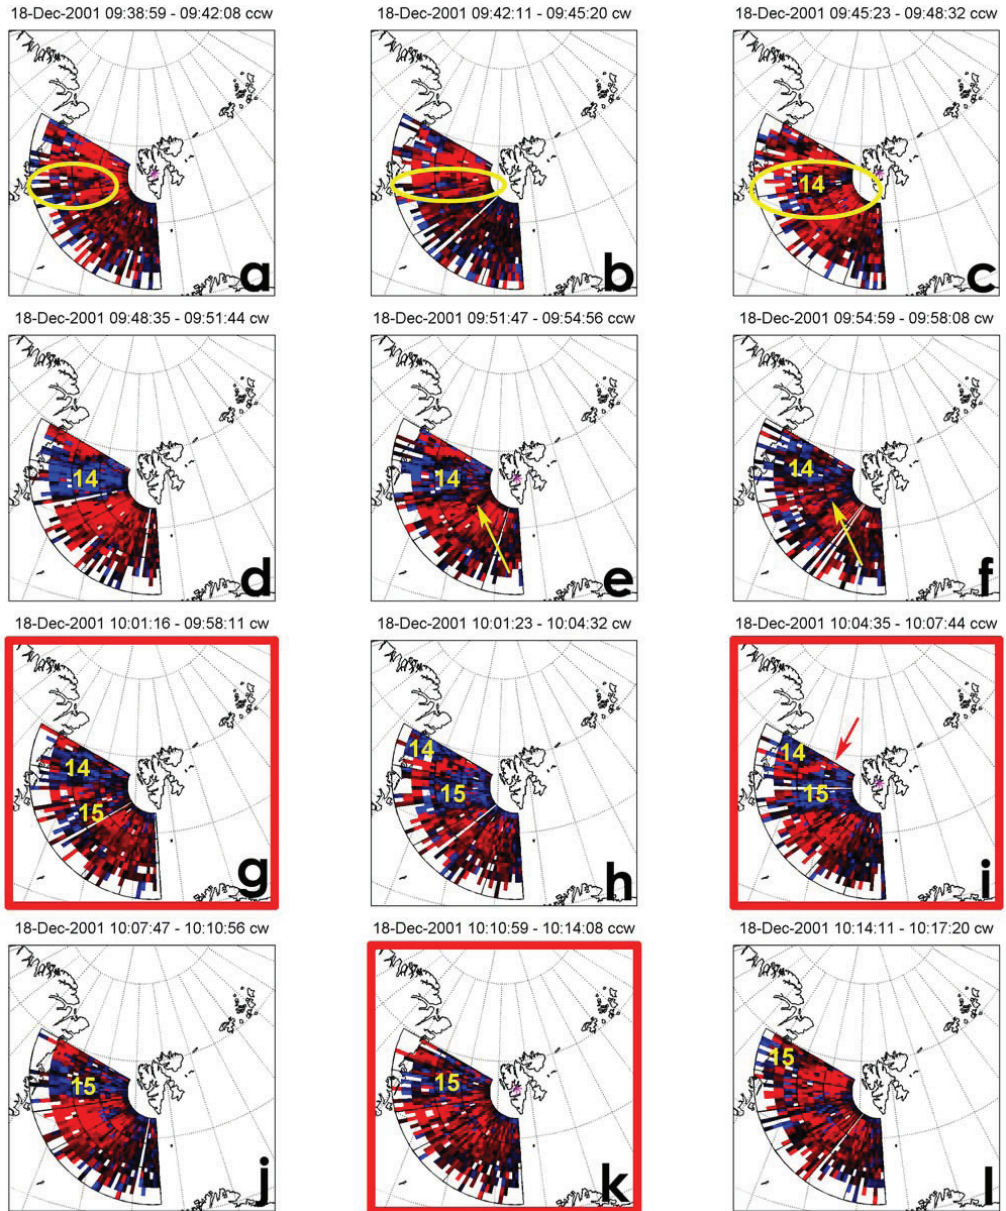 18-Dec-2001 09:38:59 - 09:42:08 ccw
18-Dec-2001 09:42:11 - 09:45:20 cw
18-Dec-2001 09:45:23 - 09:48:32 ccw
14
a
b
c
18-Dec-2001 09:48:35 - 09:51:44 cw
18-Dec-2001 09:51:47 - 09:54:56 ccw
18-Dec-2001 09:54:59 - 09:58:08 cw
14
14
14
d
e
f
18-Dec-2001 10:01:16 - 09:58:11 cw
18-Dec-2001 10:01:23 - 10:04:32 cw
18-Dec-2001 10:04:35 - 10:07:44 ccw
14
15
14
15
14
15
g
h
i
18-Dec-2001 10:07:47 - 10:10:56 cw
18-Dec-2001 10:10:59 - 10:14:08 ccw
18-Dec-2001 10:14:11 - 10:17:20 cw
15
15
15
j
k
l